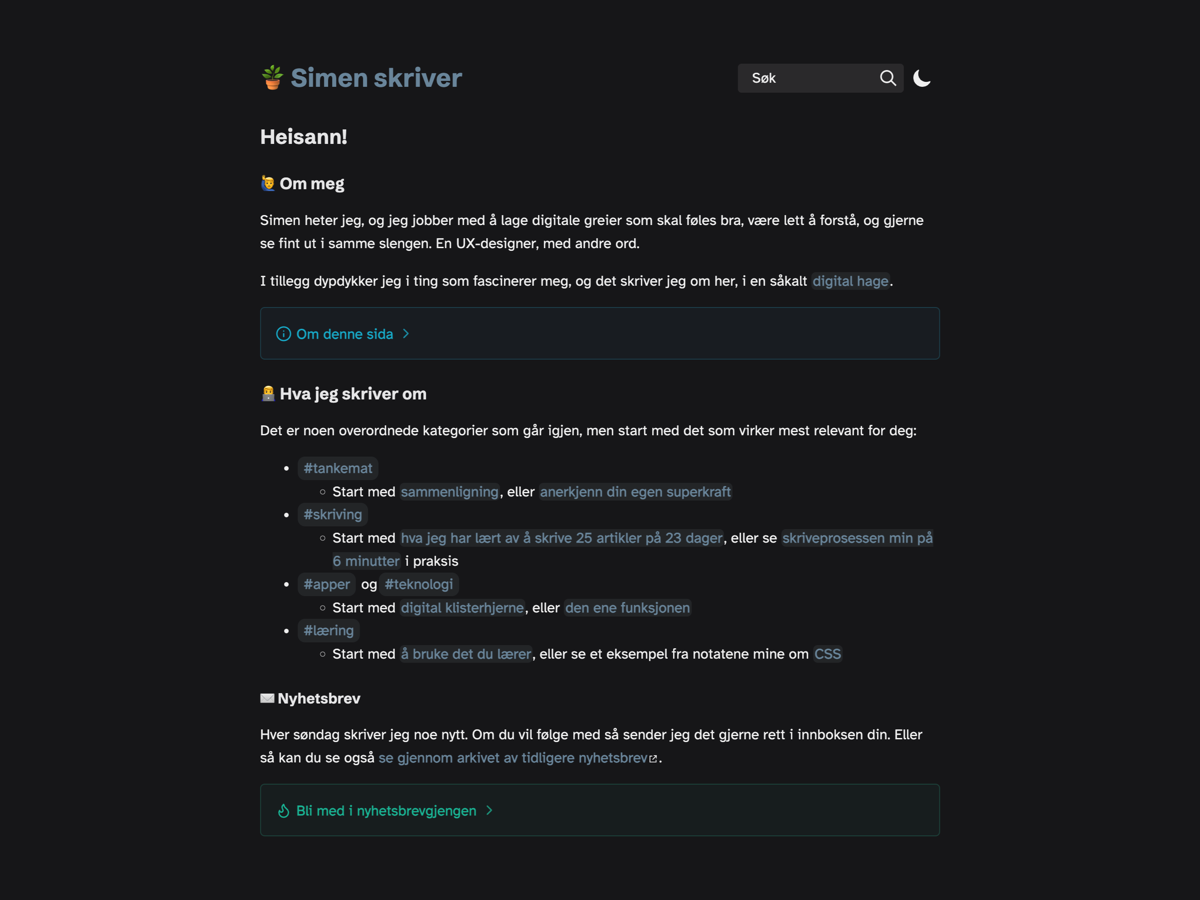 Simen skriver
Søk
Heisann!
Om meg
Simen heter jeg, og jeg jobber med å lage digitale greier som skal føles bra, være lett å forstå, og gjerne
se fint ut i samme slengen. En UX-designer, med andre ord.
I tillegg dypdykker jeg i ting som fascinerer meg, og det skriver jeg om her, i en såkalt digital hage.
Om denne sida
Hva jeg skriver om
Det er noen overordnede kategorier som går igjen, men start med det som virker mest relevant for deg:
#tankemat
Start med sammenligning, eller anerkjenn din egen superkraft
#skriving
Start med hva jeg har lært av å skrive 25 artikler på 23 dager, eller se skriveprosessen min på
6 minutter i praksis
#apper og #teknologi
Start med digital klisterhjerne, eller den ene funksjonen
#læring
Start med å bruke det du lærer, eller se et eksempel fra notatene mine om CSS
Nyhetsbrev
Hver søndag skriver jeg noe nytt. Om du vil følge med så sender jeg det gjerne rett i innboksen din. Eller
så kan du se også se gjennom arkivet av tidligere nyhetsbrev.
Bli med i nyhetsbrevgjengen